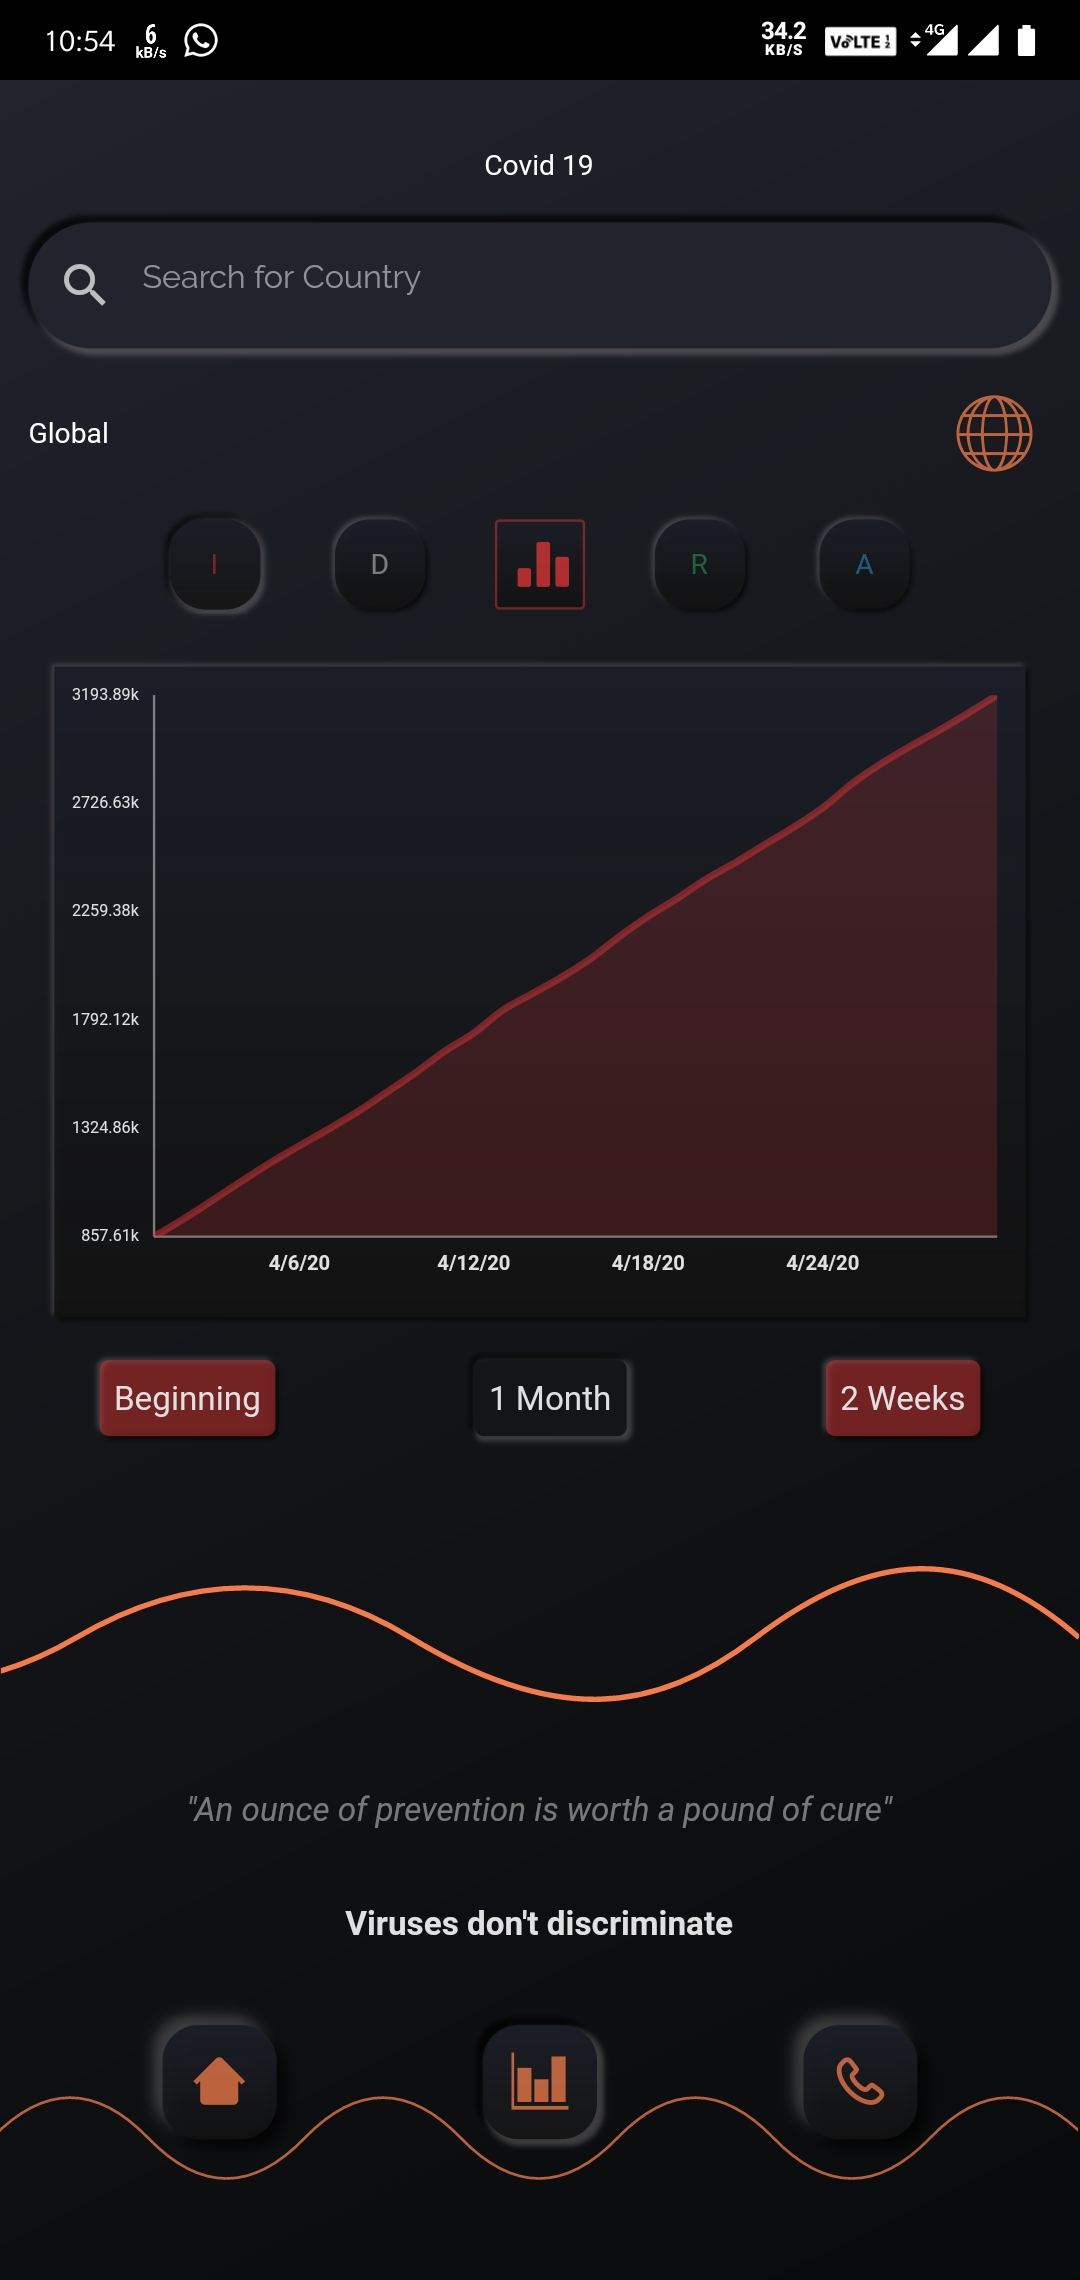 10:54 6 kB/s 34.2 KB/S VoLTE 1 2 4G
Covid 19
Search for Country
Global
I D R A
3193.89k
2726.63k
2259.38k
1792.12k
1324.86k
857.61k
4/6/20 4/12/20 4/18/20 4/24/20
Beginning 1 Month 2 Weeks
"An ounce of prevention is worth a pound of cure"
Viruses don't discriminate